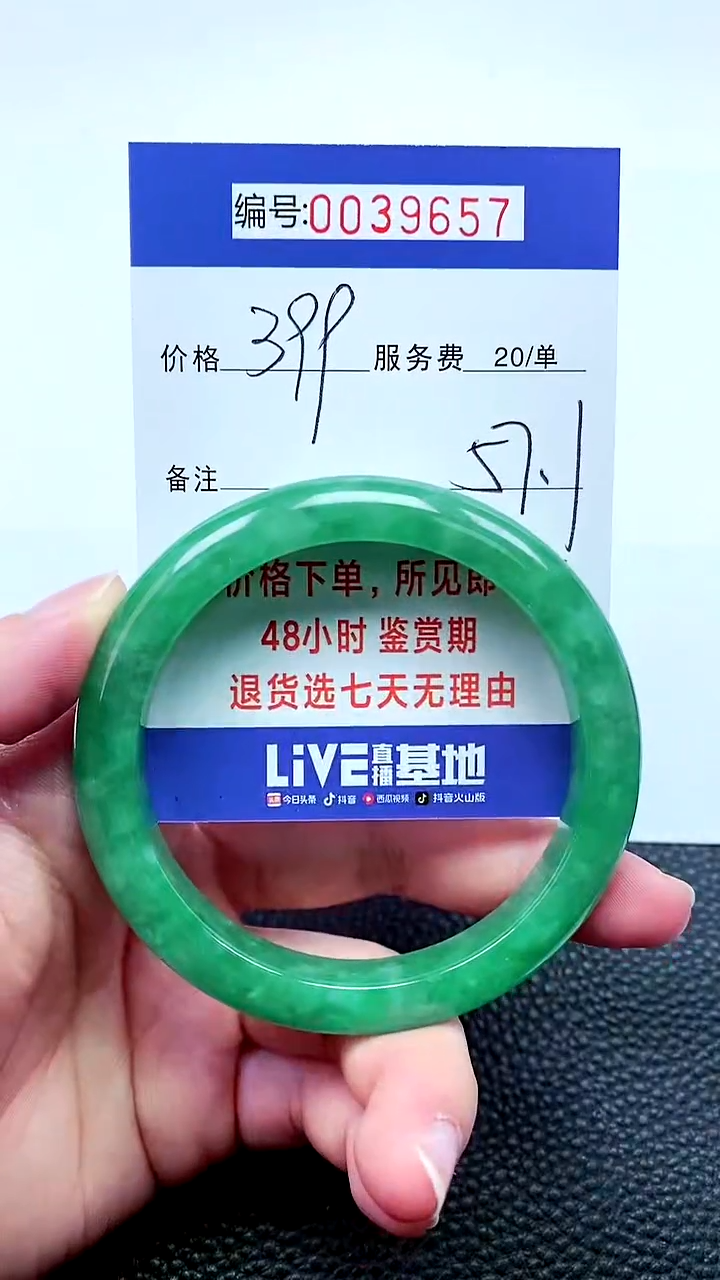 编号:0039657
价格 399 服务费 20/单
备注 57.1
价格下单，所见即
48小时 鉴赏期
退货选七天无理由
LiVE直播基地
头条 今日头条 抖音 西瓜视频 抖音火山版